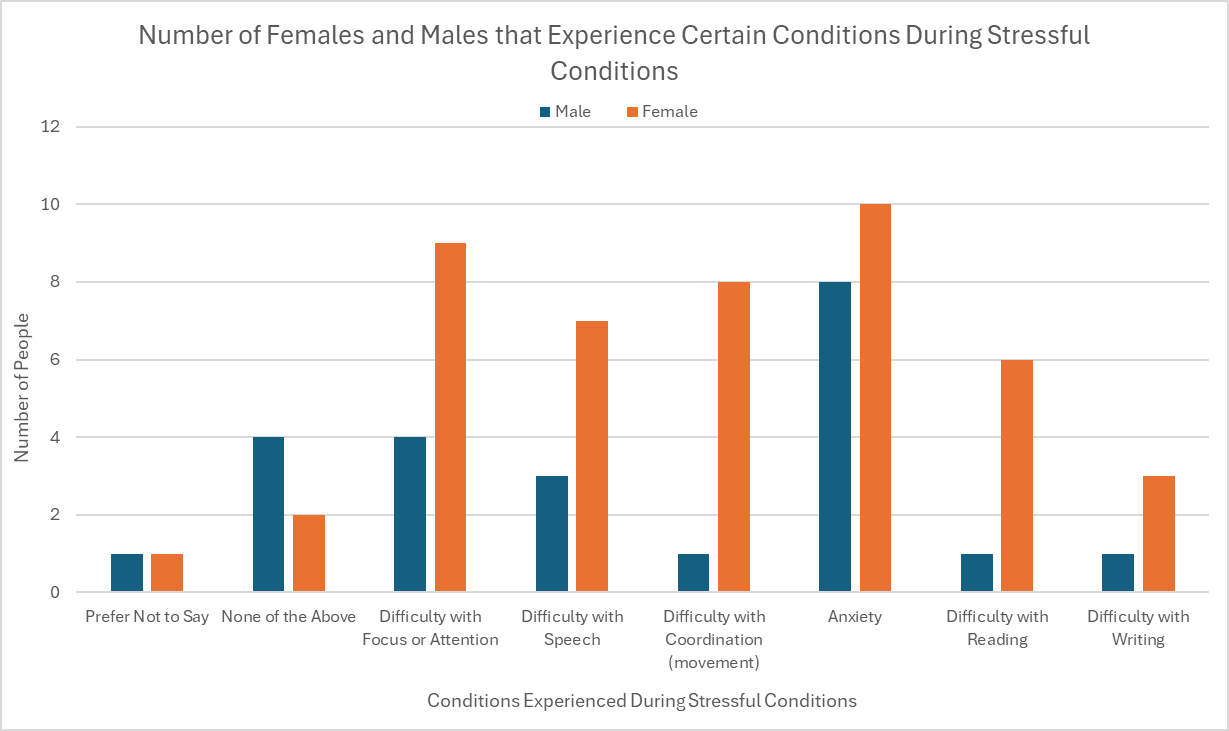 Number of Females and Males that Experience Certain Conditions During Stressful
Conditions
Male Female
12
10
8
6
4
2
0
Number of People
Prefer Not to Say
None of the Above
Difficulty with
Focus or Attention
Difficulty with
Speech
Difficulty with
Coordination
(movement)
Anxiety
Difficulty with
Reading
Difficulty with
Writing
Conditions Experienced During Stressful Conditions